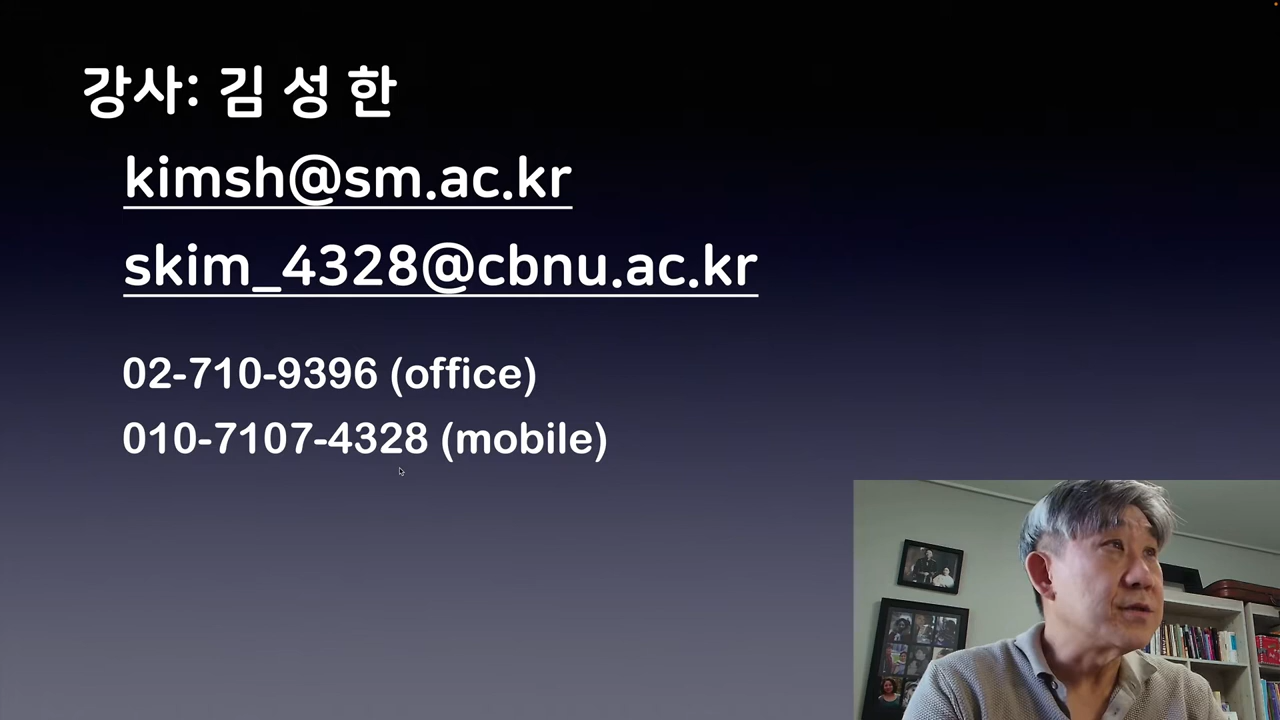 강사: 김 성 한
kimsh@sm.ac.kr
skim_4328@cbnu.ac.kr
02-710-9396 (office)
010-7107-4328 (mobile)